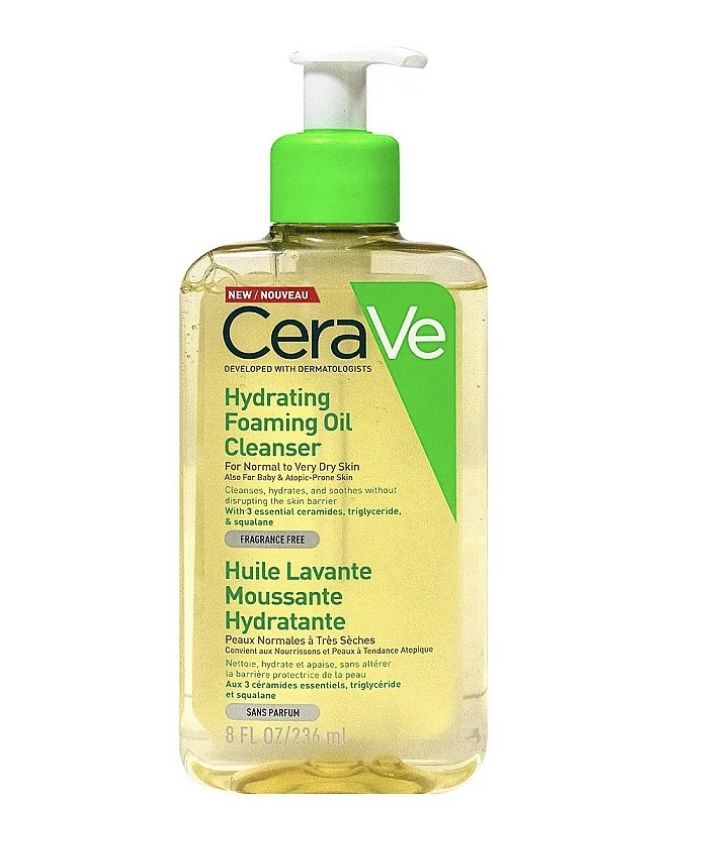 NEW / NOUVEAU
CeraVe
DEVELOPED WITH DERMATOLOGISTS
Hydrating
Foaming Oil
Cleanser
For Normal to Very Dry Skin
Also For Baby & Atopic-Prone Skin
Cleanses, hydrates, and soothes without
disrupting the skin barrier
With 3 essential ceramides, triglyceride,
& squalane
FRAGRANCE FREE
Huile Lavante
Moussante
Hydratante
Peaux Normales à Très Sèches
Convient aux Nourrissons et Peaux à Tendance Atopique
Nettoie, hydrate et apaise, sans altérer
la barrière protectrice de la peau
Aux 3 céramides essentiels, triglycéride
et squalane
SANS PARFUM
8 FL OZ/236 ml